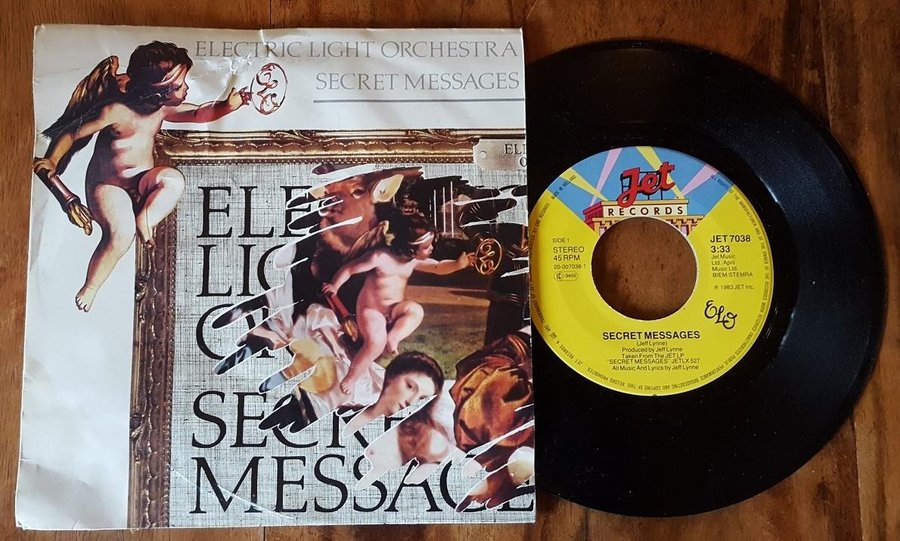 ELECTRIC LIGHT ORCHESTRA
SECRET MESSAGES
ELO
ELE
LIG
OR
SECRE
MESSAGE
Jet
RECORDS
SIDE 1
STEREO
45 RPM
20-007038-1
JET 7038
3:33
Jet Music
Ltd., April
Music Ltd.
BIEM/STEMRA
℗ 1983 JET Inc.
ELO
SECRET MESSAGES
(Jeff Lynne)
Produced by Jeff Lynne
Taken From The JET LP
"SECRET MESSAGES" JETLX 527
All Music And Lyrics by Jeff Lynne